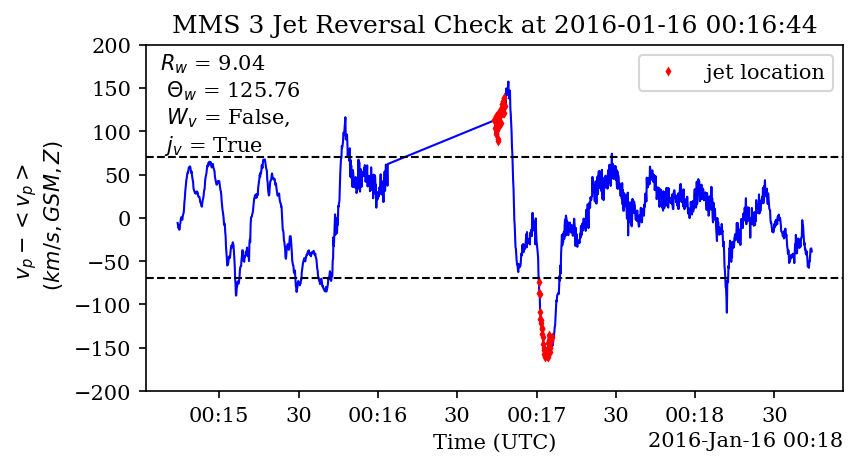 MMS 3 Jet Reversal Check at 2016-01-16 00:16:44
200
150
100
50
0
−50
−100
−150
−200
v_p − <v_p>
(km/s, GSM, Z)
R_w = 9.04
Θ_w = 125.76
W_v = False,
j_v = True
jet location
00:15 30 00:16 30 00:17 30 00:18 30
Time (UTC)
2016-Jan-16 00:18